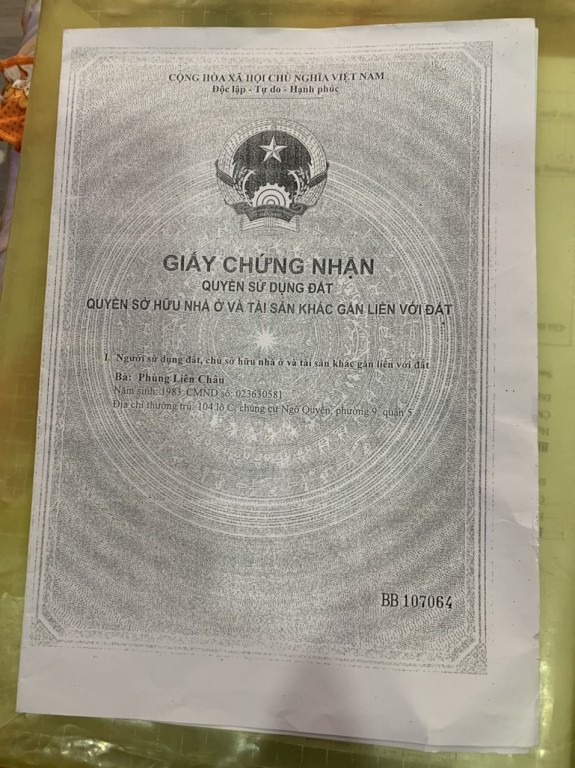 CỘNG HÒA XÃ HỘI CHỦ NGHĨA VIỆT NAM
Độc lập - Tự do - Hạnh phúc
GIẤY CHỨNG NHẬN
QUYỀN SỬ DỤNG ĐẤT
QUYỀN SỞ HỮU NHÀ Ở VÀ TÀI SẢN KHÁC GẮN LIỀN VỚI ĐẤT
I. Người sử dụng đất, chủ sở hữu nhà ở và tài sản khác gắn liền với đất
Bà: Phùng Liên Châu
Năm sinh: 1983, CMND số: 023630581
Địa chỉ thường trú: 104 lô C, chung cư Ngô Quyền, phường 9, quận 5
BB 107064